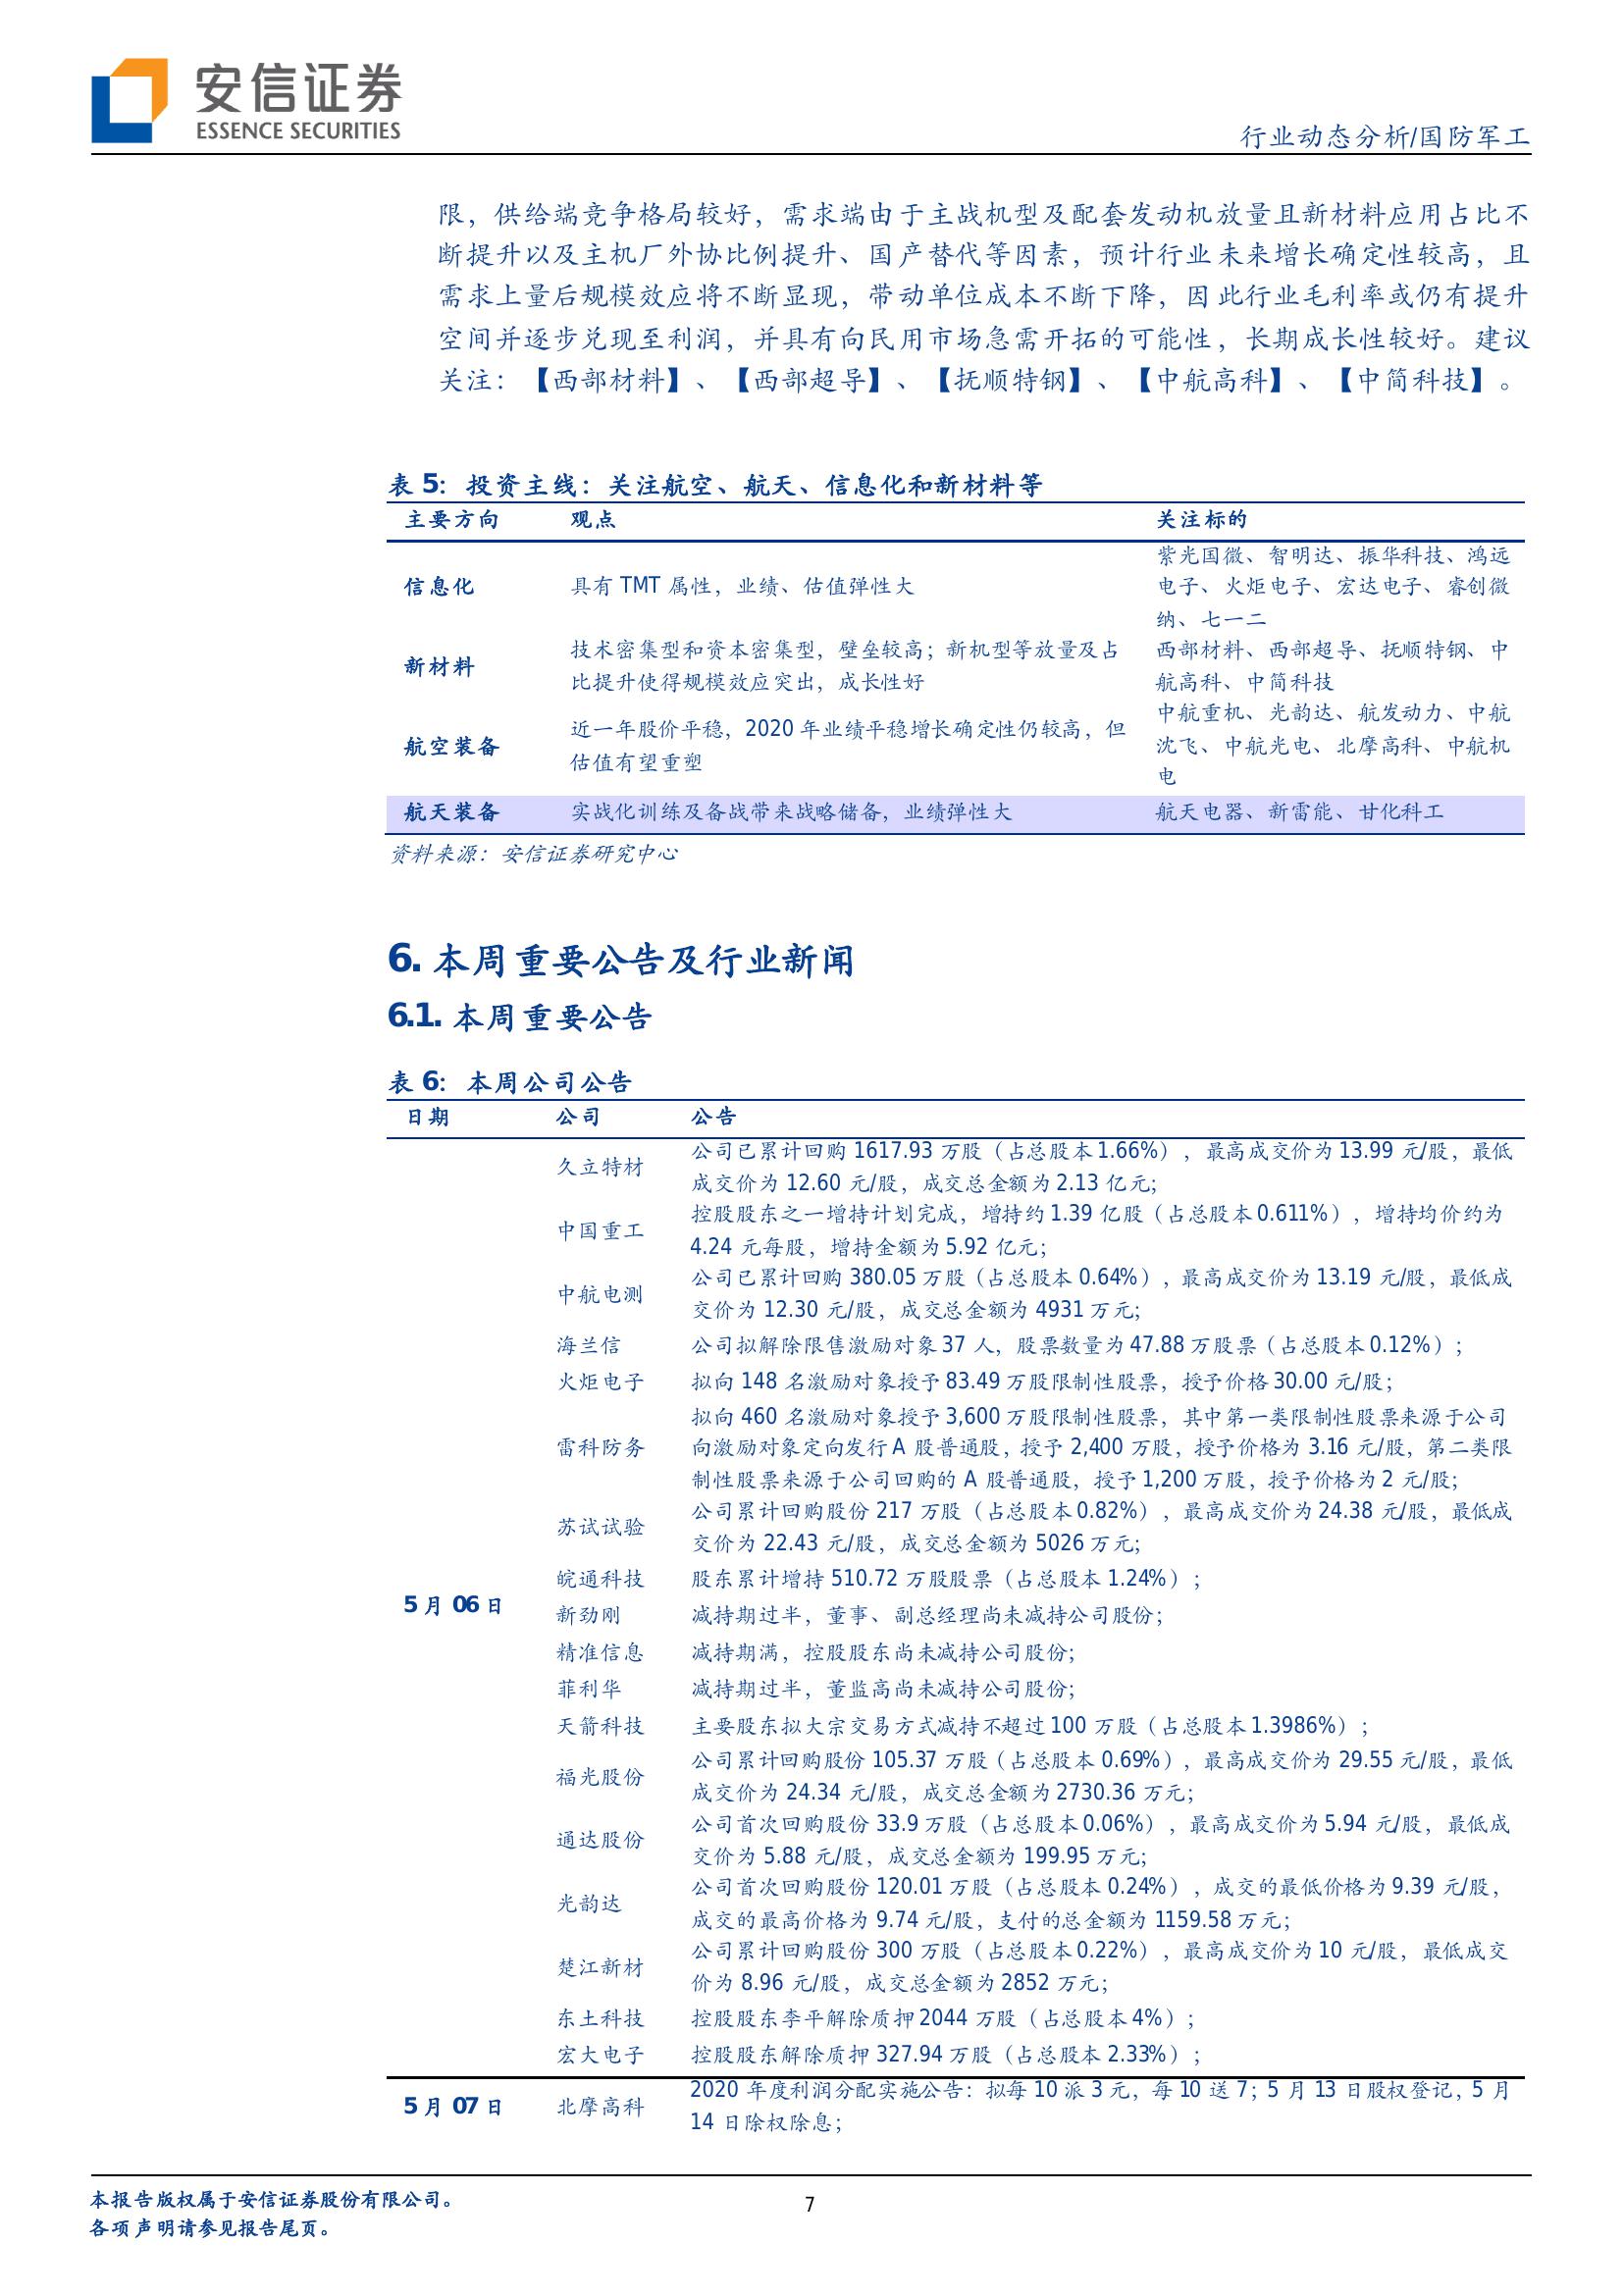 安信证券
ESSENCE SECURITIES
行业动态分析/国防军工
限，供给端竞争格局较好，需求端由于主战机型及配套发动机放量且新材料应用占比不
断提升以及主机厂外协比例提升、国产替代等因素，预计行业未来增长确定性较高，且
需求上量后规模效应将不断显现，带动单位成本不断下降，因此行业毛利率或仍有提升
空间并逐步兑现至利润，并具有向民用市场急需开拓的可能性，长期成长性较好。建议
关注：【西部材料】、【西部超导】、【抚顺特钢】、【中航高科】、【中简科技】。
表 5：投资主线：关注航空、航天、信息化和新材料等
主要方向 观点 关注标的
信息化 具有 TMT 属性，业绩、估值弹性大 紫光国微、智明达、振华科技、鸿远
电子、火炬电子、宏达电子、睿创微
纳、七一二
新材料 技术密集型和资本密集型，壁垒较高；新机型等放量及占 西部材料、西部超导、抚顺特钢、中
比提升使得规模效应突出，成长性好 航高科、中简科技
航空装备 近一年股价平稳，2020 年业绩平稳增长确定性仍较高，但 中航重机、光韵达、航发动力、中航
估值有望重塑 沈飞、中航光电、北摩高科、中航机
电
航天装备 实战化训练及备战带来战略储备，业绩弹性大 航天电器、新雷能、甘化科工
资料来源：安信证券研究中心
6. 本周重要公告及行业新闻
6.1. 本周重要公告
表 6：本周公司公告
日期 公司 公告
久立特材 公司已累计回购 1617.93 万股（占总股本 1.66%），最高成交价为 13.99 元/股，最低
成交价为 12.60 元/股，成交总金额为 2.13 亿元；
中国重工 控股股东之一增持计划完成，增持约 1.39 亿股（占总股本 0.611%），增持均价约为
4.24 元每股，增持金额为 5.92 亿元；
中航电测 公司已累计回购 380.05 万股（占总股本 0.64%），最高成交价为 13.19 元/股，最低成
交价为 12.30 元/股，成交总金额为 4931 万元；
海兰信 公司拟解除限售激励对象 37 人，股票数量为 47.88 万股股票（占总股本 0.12%）；
火炬电子 拟向 148 名激励对象授予 83.49 万股限制性股票，授予价格 30.00 元/股；
雷科防务 拟向 460 名激励对象授予 3,600 万股限制性股票，其中第一类限制性股票来源于公司
向激励对象定向发行 A 股普通股，授予 2,400 万股，授予价格为 3.16 元/股，第二类限
制性股票来源于公司回购的 A 股普通股，授予 1,200 万股，授予价格为 2 元/股；
苏试试验 公司累计回购股份 217 万股（占总股本 0.82%），最高成交价为 24.38 元/股，最低成
交价为 22.43 元/股，成交总金额为 5026 万元；
皖通科技 股东累计增持 510.72 万股股票（占总股本 1.24%）；
5 月 06 日
新劲刚 减持期过半，董事、副总经理尚未减持公司股份；
精准信息 减持期满，控股股东尚未减持公司股份；
菲利华 减持期过半，董监高尚未减持公司股份；
天箭科技 主要股东拟大宗交易方式减持不超过 100 万股（占总股本 1.3986%）；
福光股份 公司累计回购股份 105.37 万股（占总股本 0.69%），最高成交价为 29.55 元/股，最低
成交价为 24.34 元/股，成交总金额为 2730.36 万元；
通达股份 公司首次回购股份 33.9 万股（占总股本 0.06%），最高成交价为 5.94 元/股，最低成
交价为 5.88 元/股，成交总金额为 199.95 万元；
光韵达 公司首次回购股份 120.01 万股（占总股本 0.24%），成交的最低价格为 9.39 元/股，
成交的最高价格为 9.74 元/股，支付的总金额为 1159.58 万元；
楚江新材 公司累计回购股份 300 万股（占总股本 0.22%），最高成交价为 10 元/股，最低成交
价为 8.96 元/股，成交总金额为 2852 万元；
东土科技 控股股东李平解除质押 2044 万股（占总股本 4%）；
宏大电子 控股股东解除质押 327.94 万股（占总股本 2.33%）；
5 月 07 日 北摩高科 2020 年度利润分配实施公告：拟每 10 派 3 元，每 10 送 7；5 月 13 日股权登记，5 月
14 日除权除息；
本报告版权属于安信证券股份有限公司。
各项声明请参见报告尾页。
7